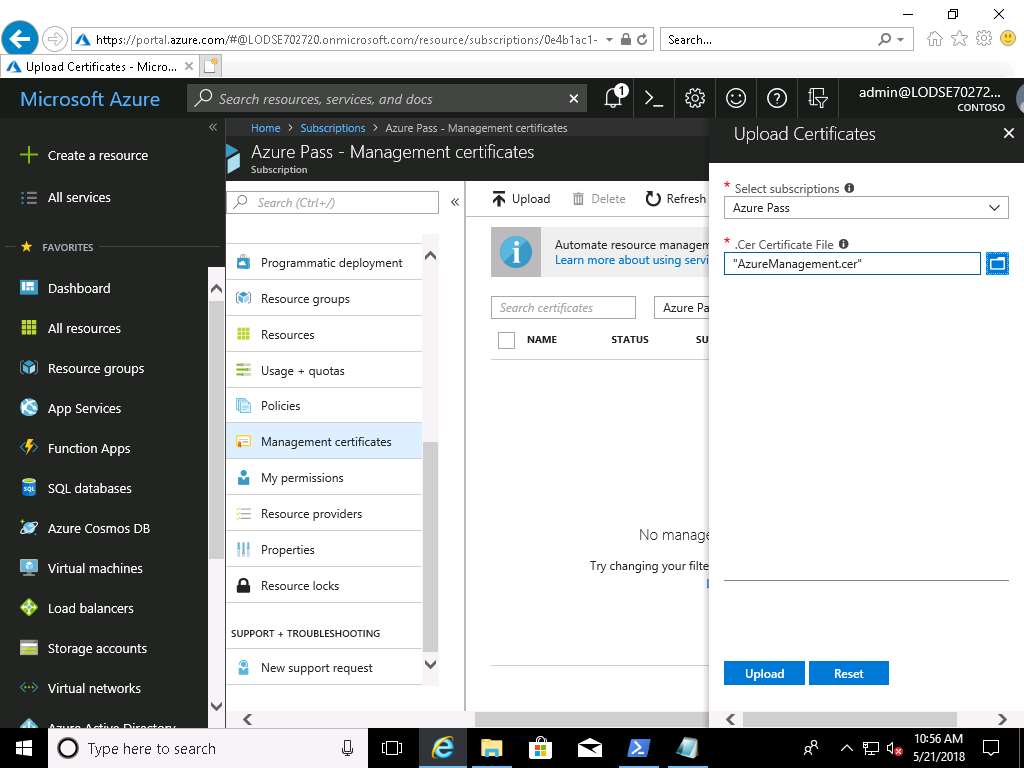 https://portal.azure.com/#@LODSE702720.onmicrosoft.com/resource/subscriptions/0e4b1ac1-
Search...
Upload Certificates - Micro...
Microsoft Azure
Search resources, services, and docs
1
admin@LODSE70272...
CONTOSO
Create a resource
All services
FAVORITES
Dashboard
All resources
Resource groups
App Services
Function Apps
SQL databases
Azure Cosmos DB
Virtual machines
Load balancers
Storage accounts
Virtual networks
Azure Active Directory
Home > Subscriptions > Azure Pass - Management certificates
Azure Pass - Management certificates
Subscription
Search (Ctrl+/)
Programmatic deployment
Resource groups
Resources
Usage + quotas
Policies
Management certificates
My permissions
Resource providers
Properties
Resource locks
SUPPORT + TROUBLESHOOTING
New support request
Upload Delete Refresh
Automate resource managem
Learn more about using servi
Search certificates
Azure Pa
NAME STATUS SU
No manage
Try changing your filte
Upload Certificates
* Select subscriptions
Azure Pass
* .Cer Certificate File
"AzureManagement.cer"
Upload Reset
Type here to search
10:56 AM
5/21/2018